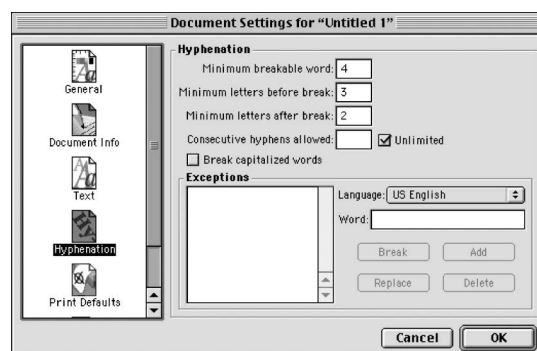 Document Settings for “Untitled 1”
General
Document Info
Text
Hyphenation
Print Defaults
Hyphenation
Minimum breakable word: 4
Minimum letters before break: 3
Minimum letters after break: 2
Consecutive hyphens allowed: Unlimited
Break capitalized words
Exceptions
Language: US English
Word:
Break Add
Replace Delete
Cancel OK